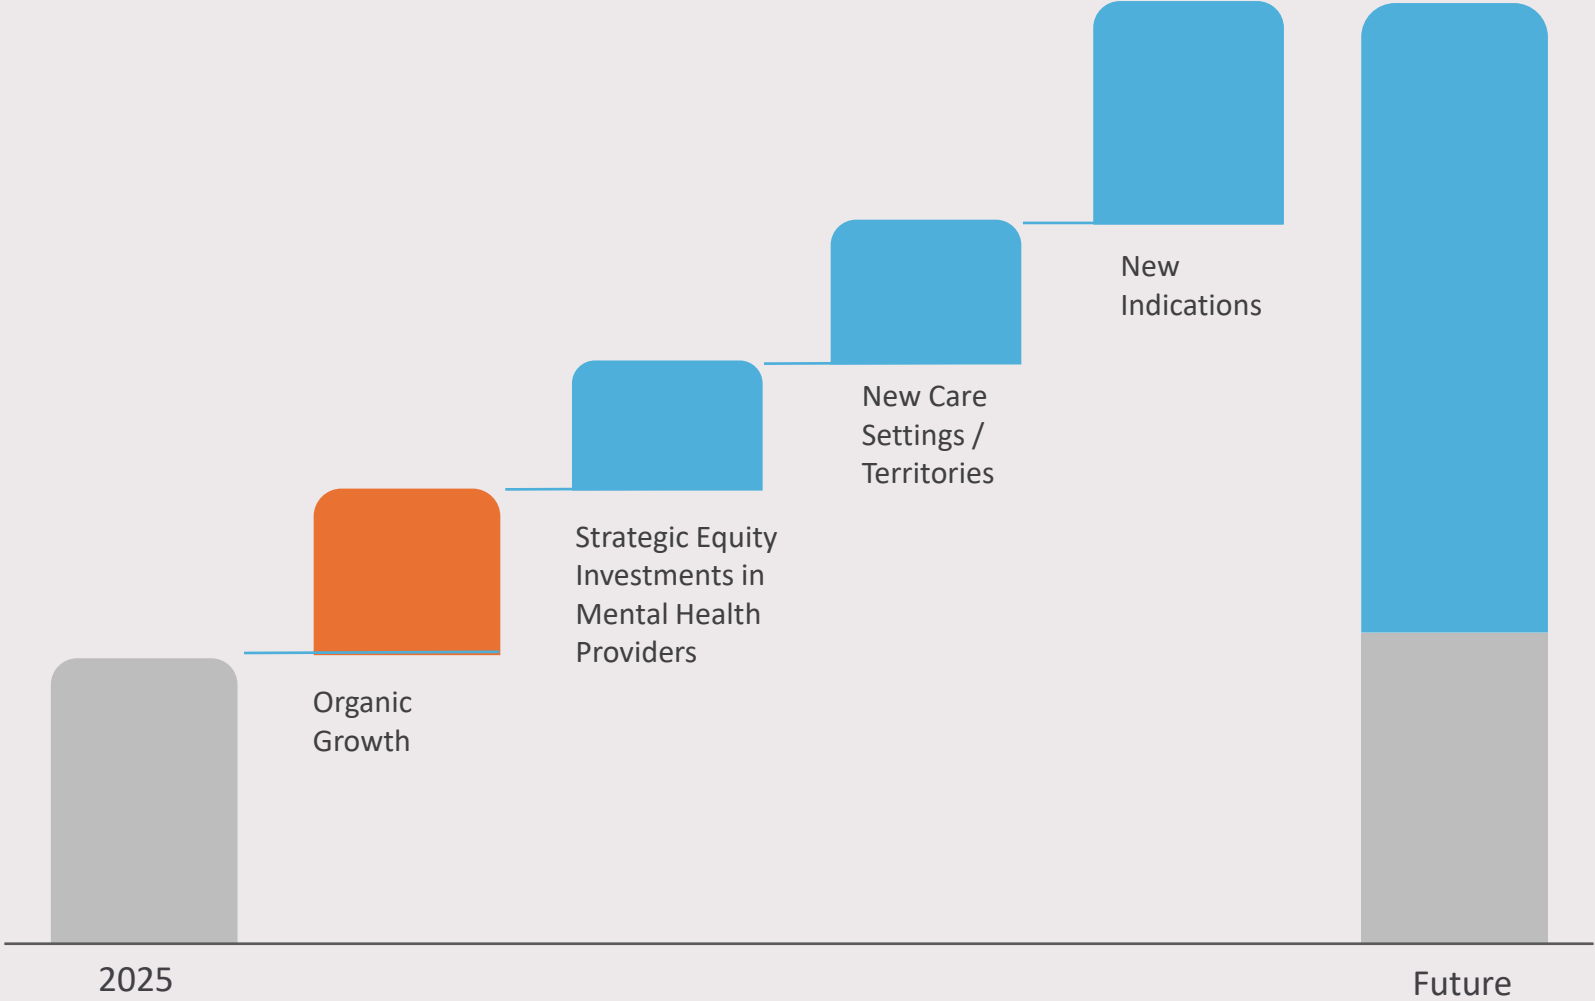 New
Indications
New Care
Settings /
Territories
Strategic Equity
Investments in
Mental Health
Providers
Organic
Growth
2025
Future